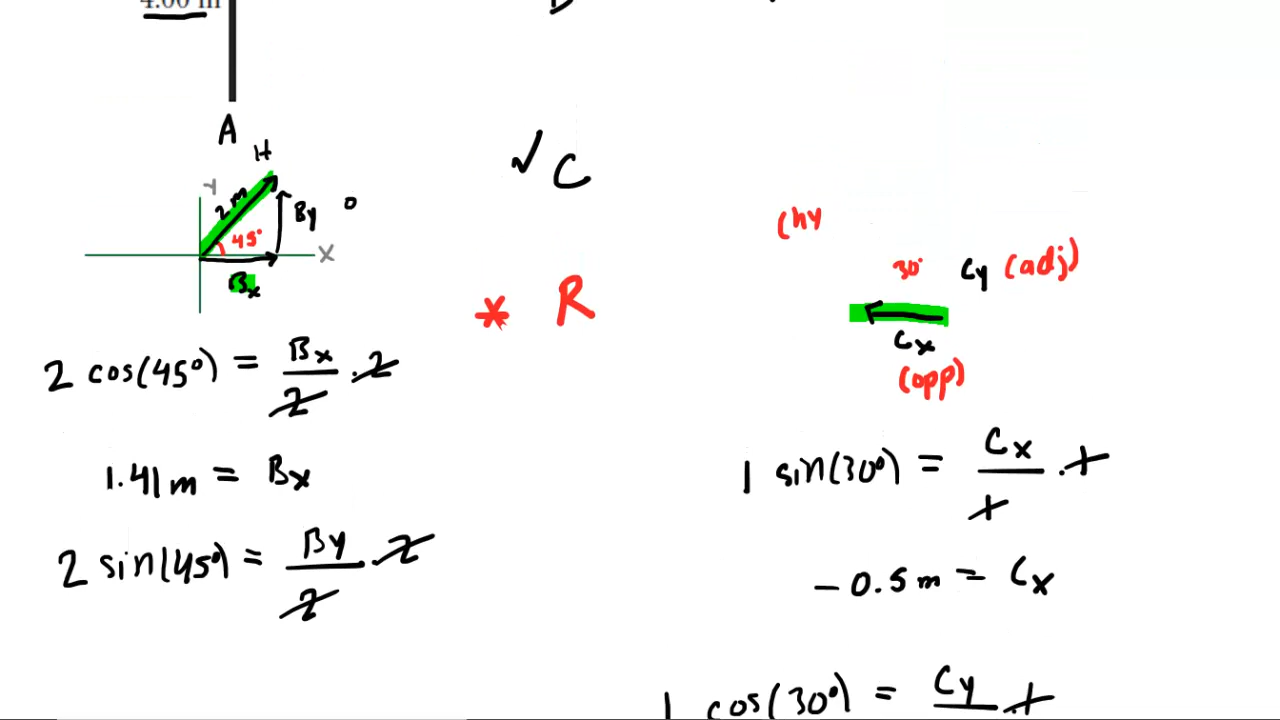 4.00 m
A
H
Y
2 m
By
45°
X
Bx
√ C
* R
(hy
30°
Cy (adj)
Cx
(opp)
2 cos(45°) = Bx/2 . 2
1.41 m = Bx
2 sin(45°) = By/2 . 2
1 sin(30°) = Cx/1 . 1
- 0.5 m = Cx
1 cos(30°) = Cy . 1